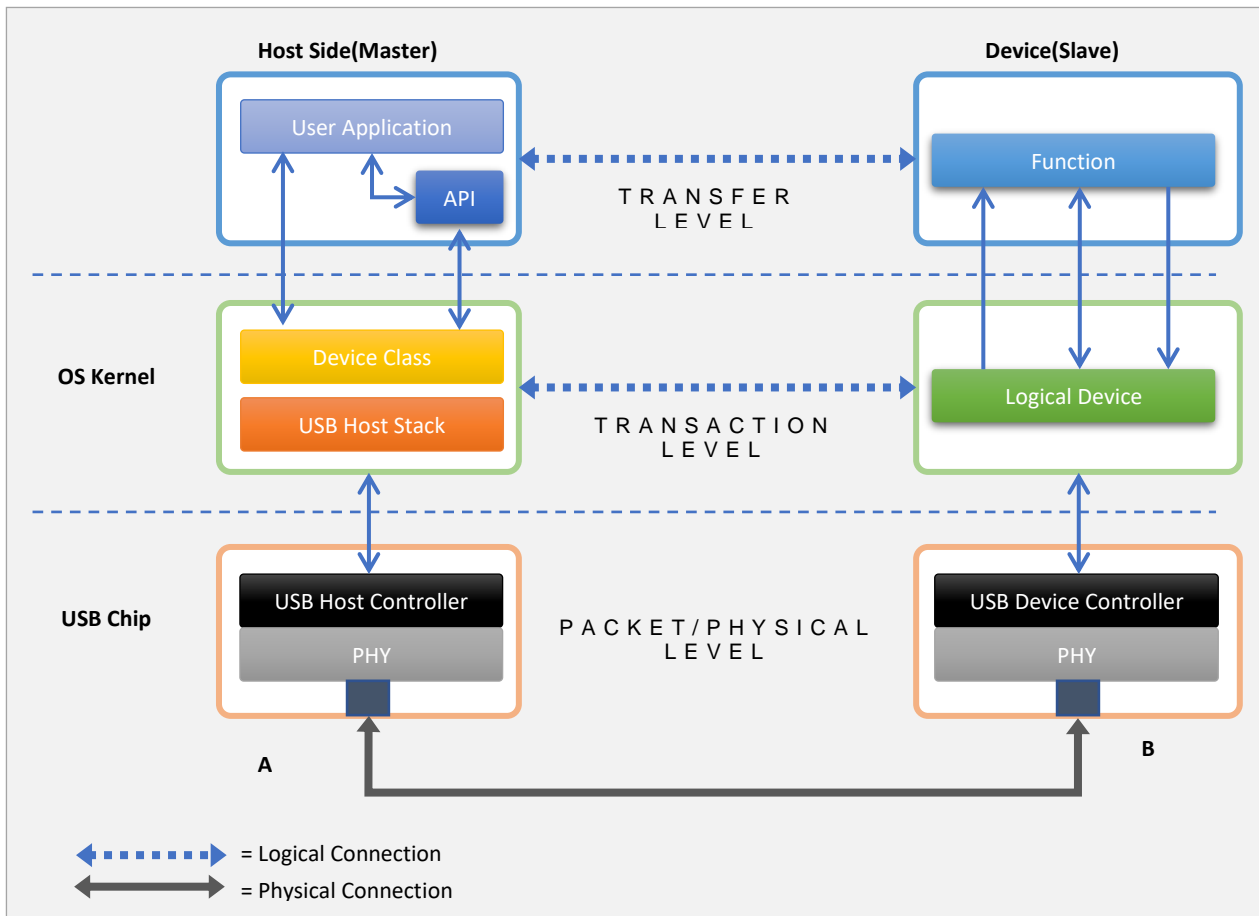 Host Side(Master)
Device(Slave)
User Application
API
Function
TRANSFER
LEVEL
OS Kernel
Device Class
USB Host Stack
Logical Device
TRANSACTION
LEVEL
USB Chip
USB Host Controller
PHY
USB Device Controller
PHY
PACKET/PHYSICAL
LEVEL
A
B
= Logical Connection
= Physical Connection